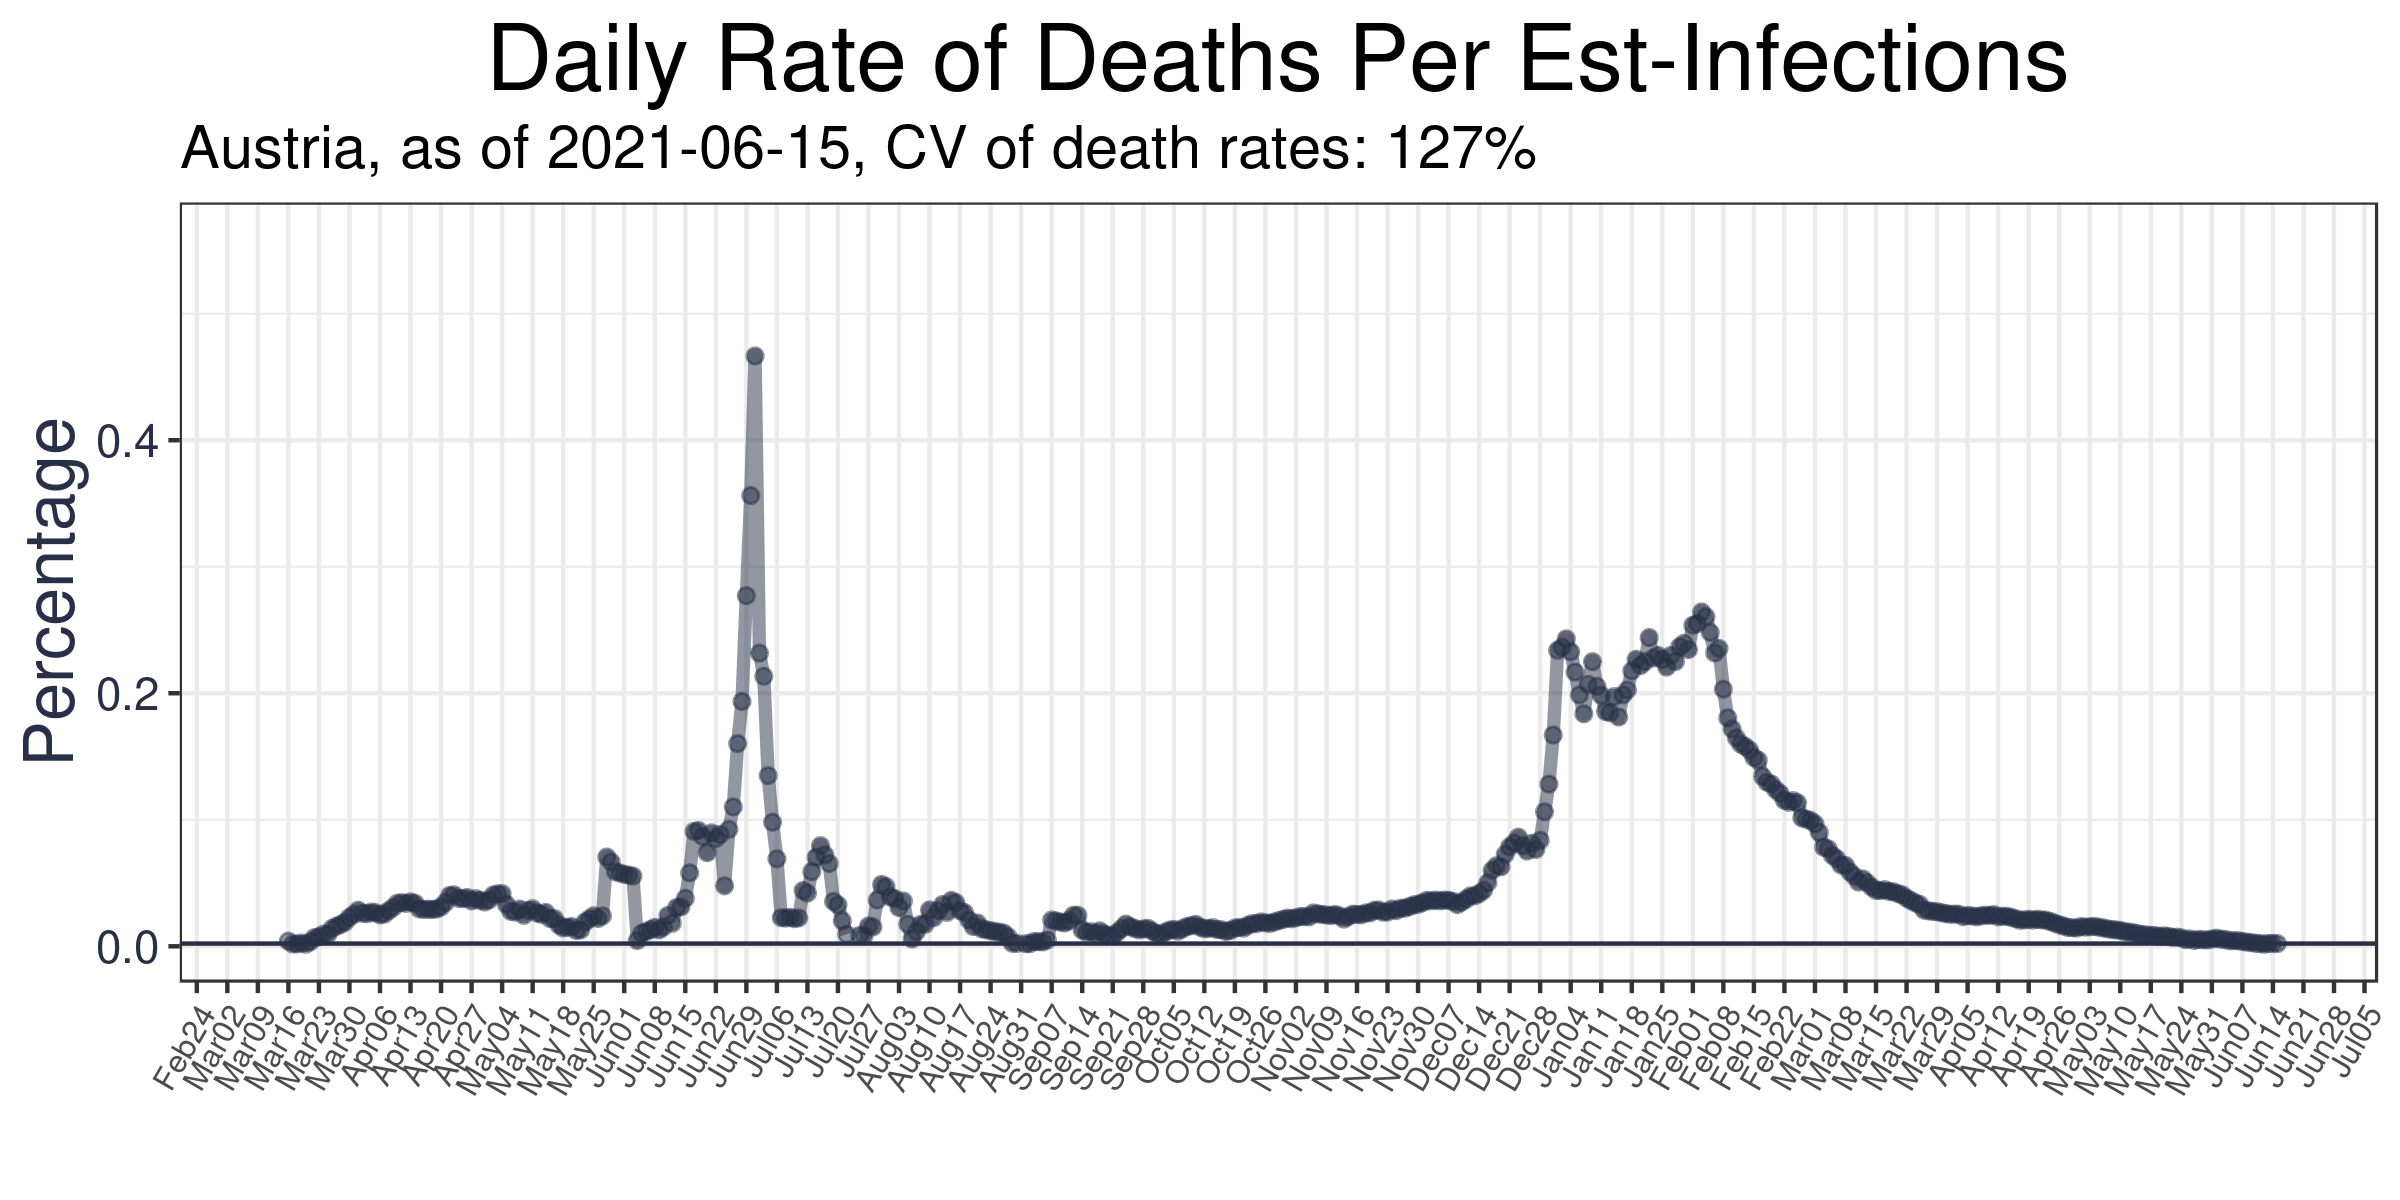 Daily Rate of Deaths Per Est-Infections
Austria, as of 2021-06-15, CV of death rates: 127%
Percentage
0.4
0.2
0.0
Feb24
Mar02
Mar09
Mar16
Mar23
Mar30
Apr06
Apr13
Apr20
Apr27
May04
May11
May18
May25
Jun01
Jun08
Jun15
Jun22
Jun29
Jul06
Jul13
Jul20
Jul27
Aug03
Aug10
Aug17
Aug24
Aug31
Sep07
Sep14
Sep21
Sep28
Oct05
Oct12
Oct19
Oct26
Nov02
Nov09
Nov16
Nov23
Nov30
Dec07
Dec14
Dec21
Dec28
Jan04
Jan11
Jan18
Jan25
Feb01
Feb08
Feb15
Feb22
Mar01
Mar08
Mar15
Mar22
Mar29
Apr05
Apr12
Apr19
Apr26
May03
May10
May17
May24
May31
Jun07
Jun14
Jun21
Jun28
Jul05